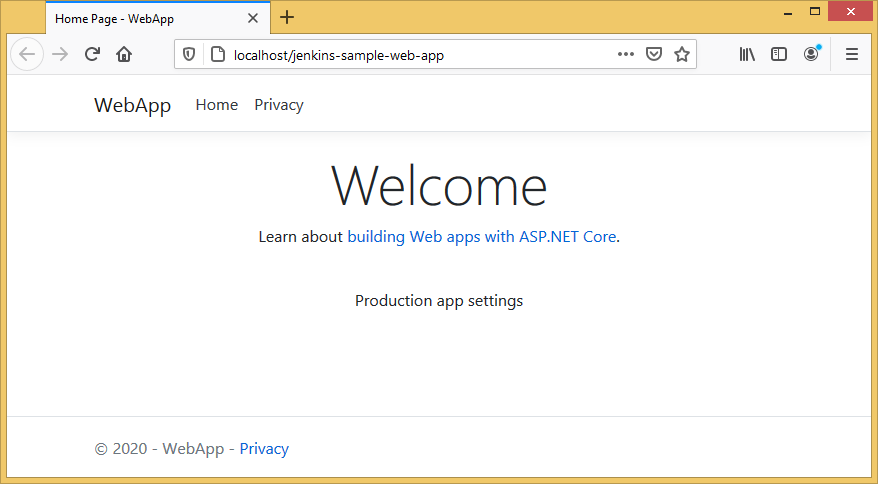 Home Page - WebApp
localhost/jenkins-sample-web-app
WebApp Home Privacy
Welcome
Learn about building Web apps with ASP.NET Core.
Production app settings
© 2020 - WebApp - Privacy